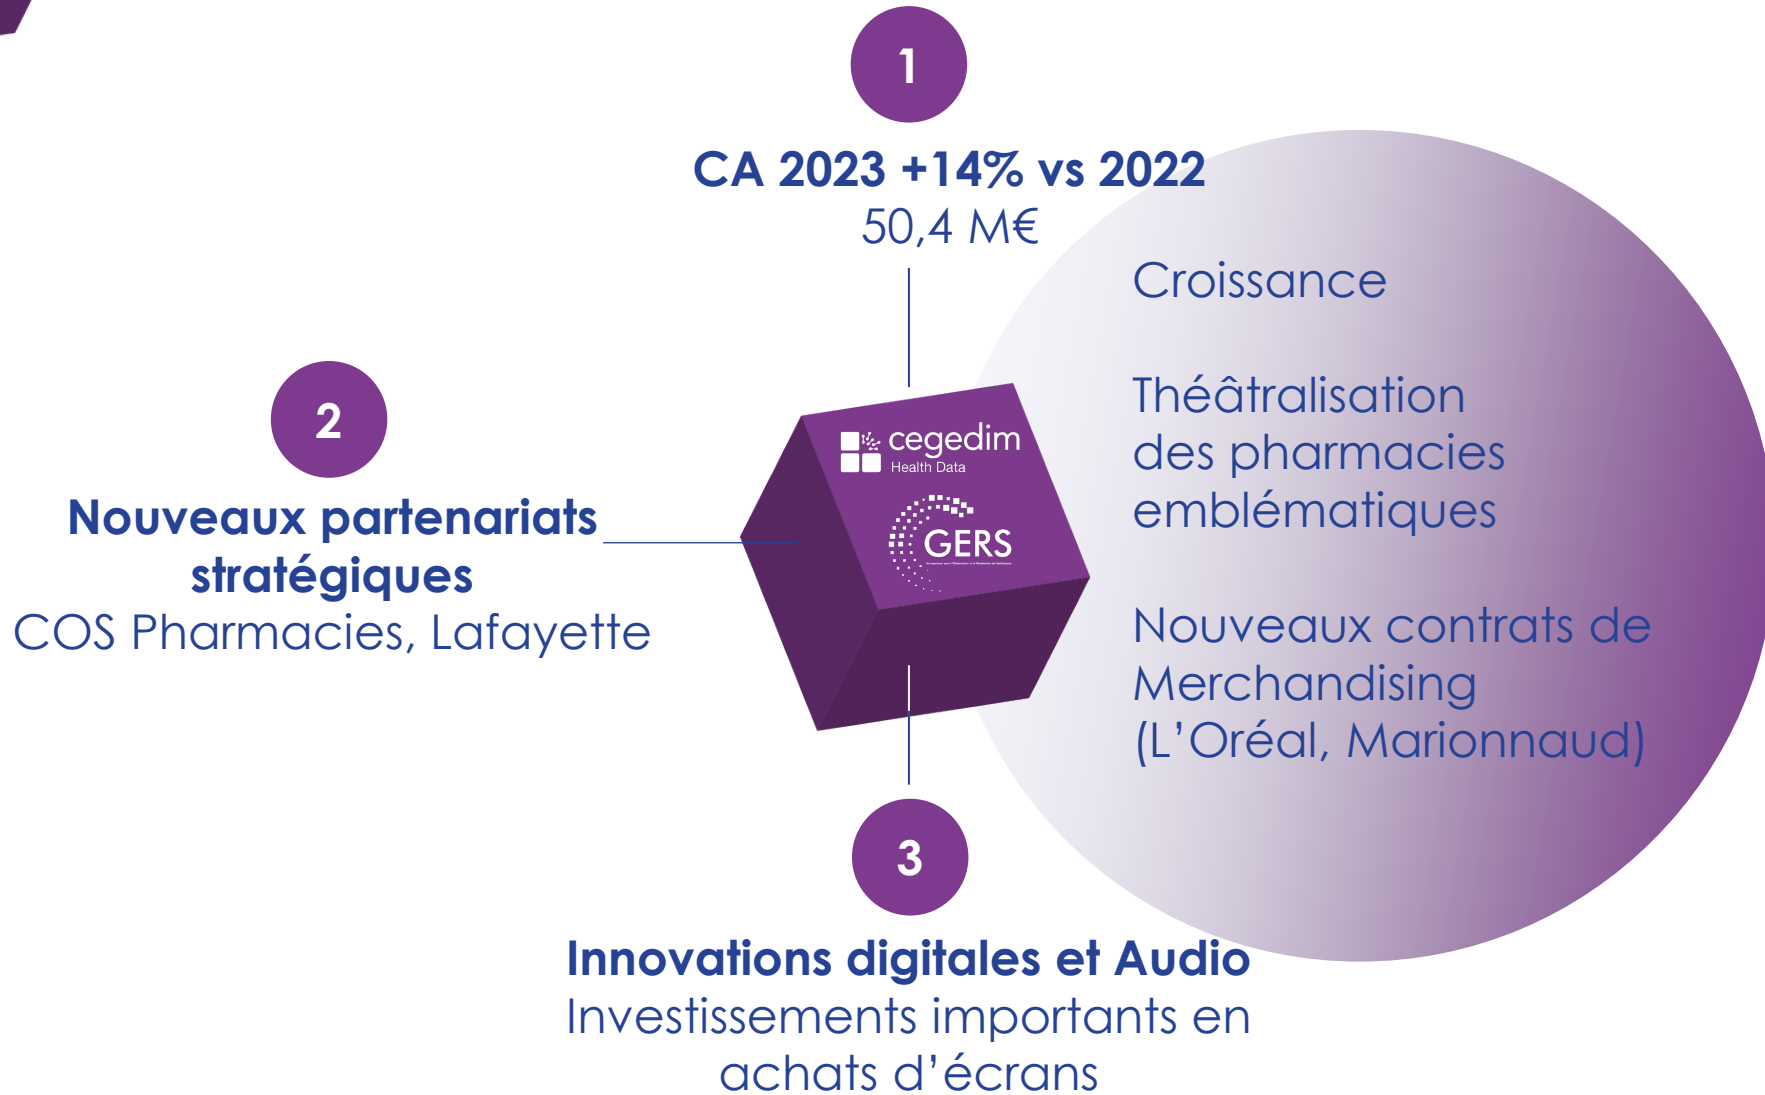 1
CA 2023 +14% vs 2022
50,4 M€
2
Nouveaux partenariats
stratégiques
COS Pharmacies, Lafayette
cegedim
Health Data
GERS
3
Innovations digitales et Audio
Investissements importants en
achats d’écrans
Croissance
Théâtralisation
des pharmacies
emblématiques
Nouveaux contrats de
Merchandising
(L’Oréal, Marionnaud)